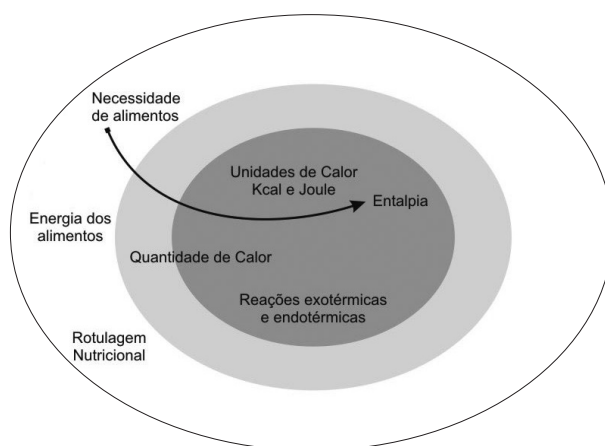 Necessidade
de alimentos
Unidades de Calor
Kcal e Joule
Entalpia
Energia dos
alimentos
Quantidade de Calor
Reações exotérmicas
e endotérmicas
Rotulagem
Nutricional